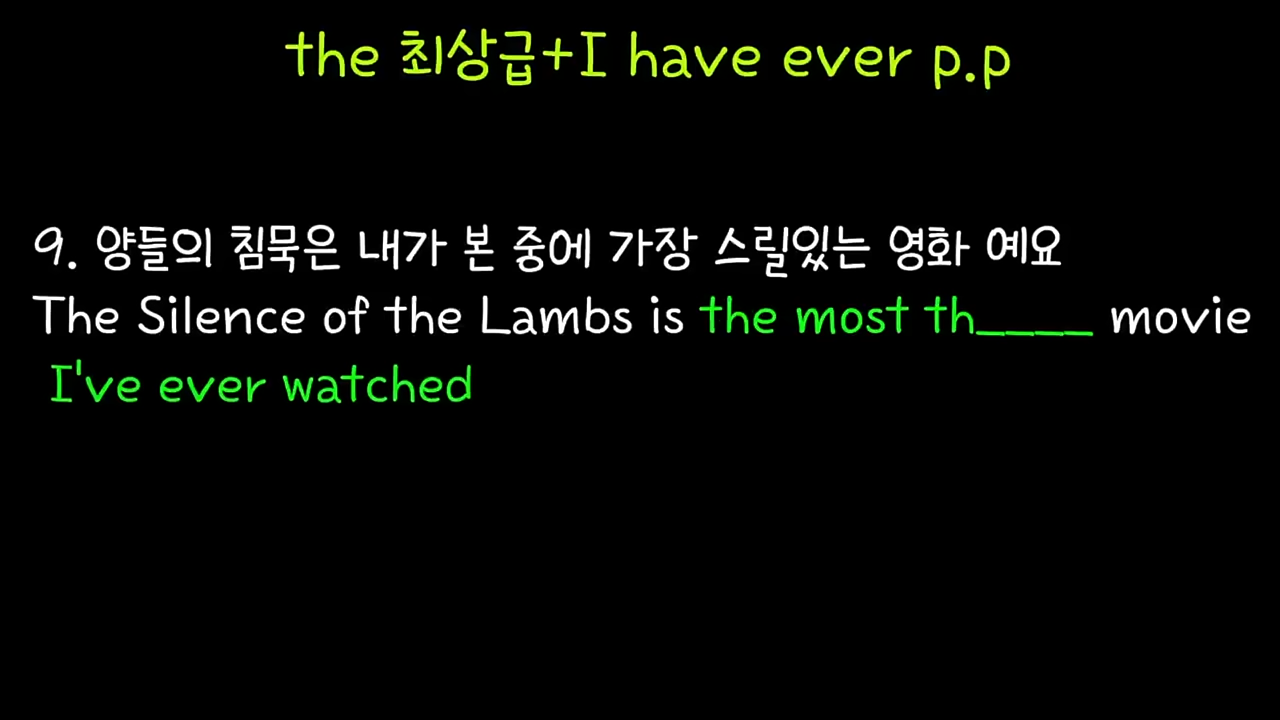 the 최상급+I have ever p.p
9. 양들의 침묵은 내가 본 중에 가장 스릴있는 영화 예요
The Silence of the Lambs is the most th____ movie
I've ever watched